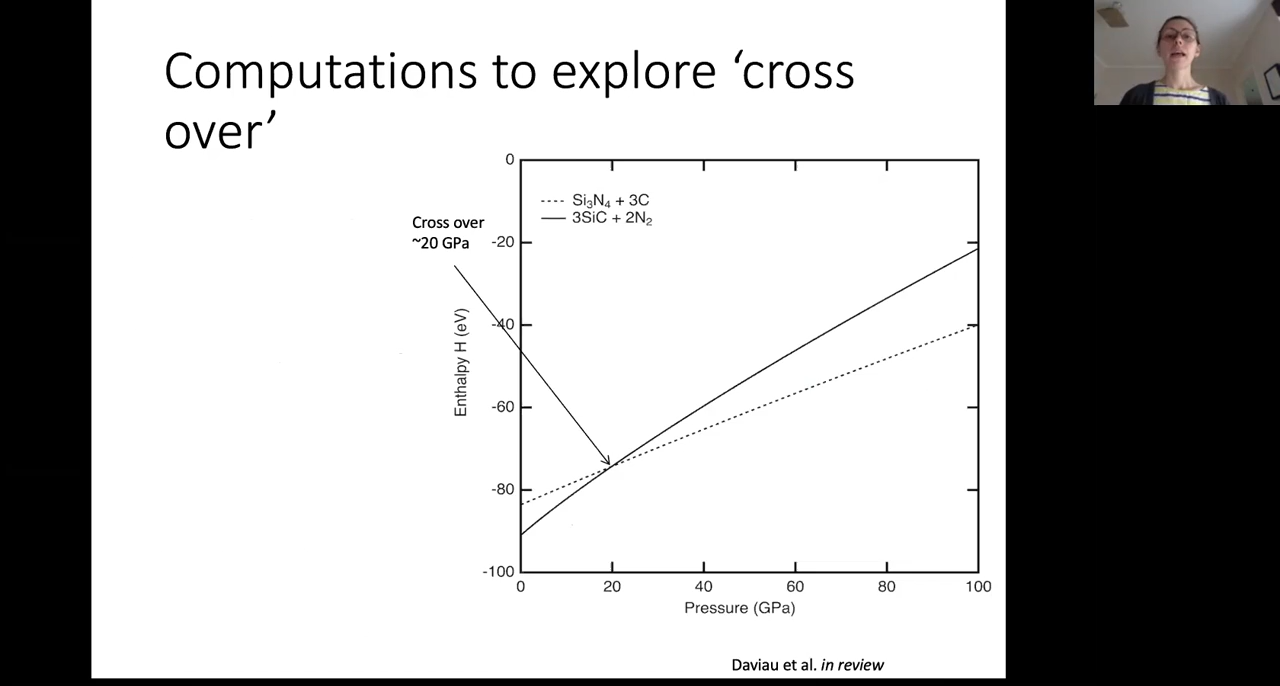 Computations to explore ‘cross
over’
Cross over
~20 GPa
Si₃N₄ + 3C
3SiC + 2N₂
0
-20
-40
-60
-80
-100
Enthalpy H (eV)
0 20 40 60 80 100
Pressure (GPa)
Daviau et al. in review